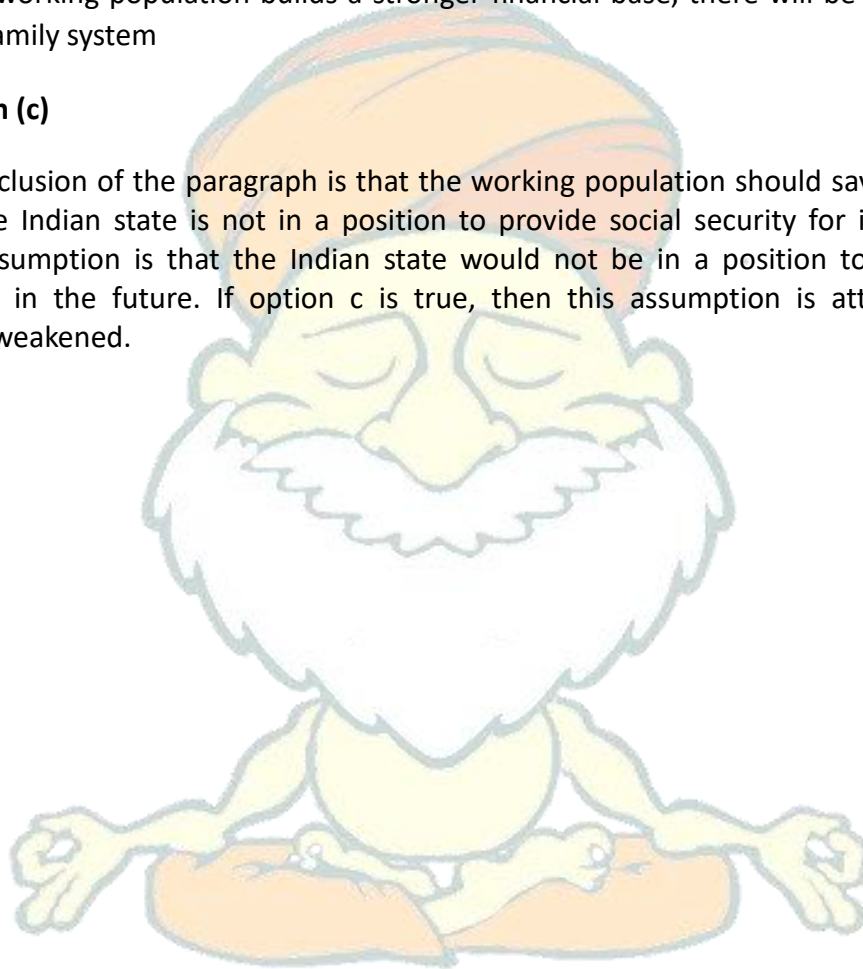 working population builds a stronger financial base, there will be
amily system
n (c)
clusion of the paragraph is that the working population should sav
e Indian state is not in a position to provide social security for i
sumption is that the Indian state would not be in a position to
in the future. If option c is true, then this assumption is att
weakened.